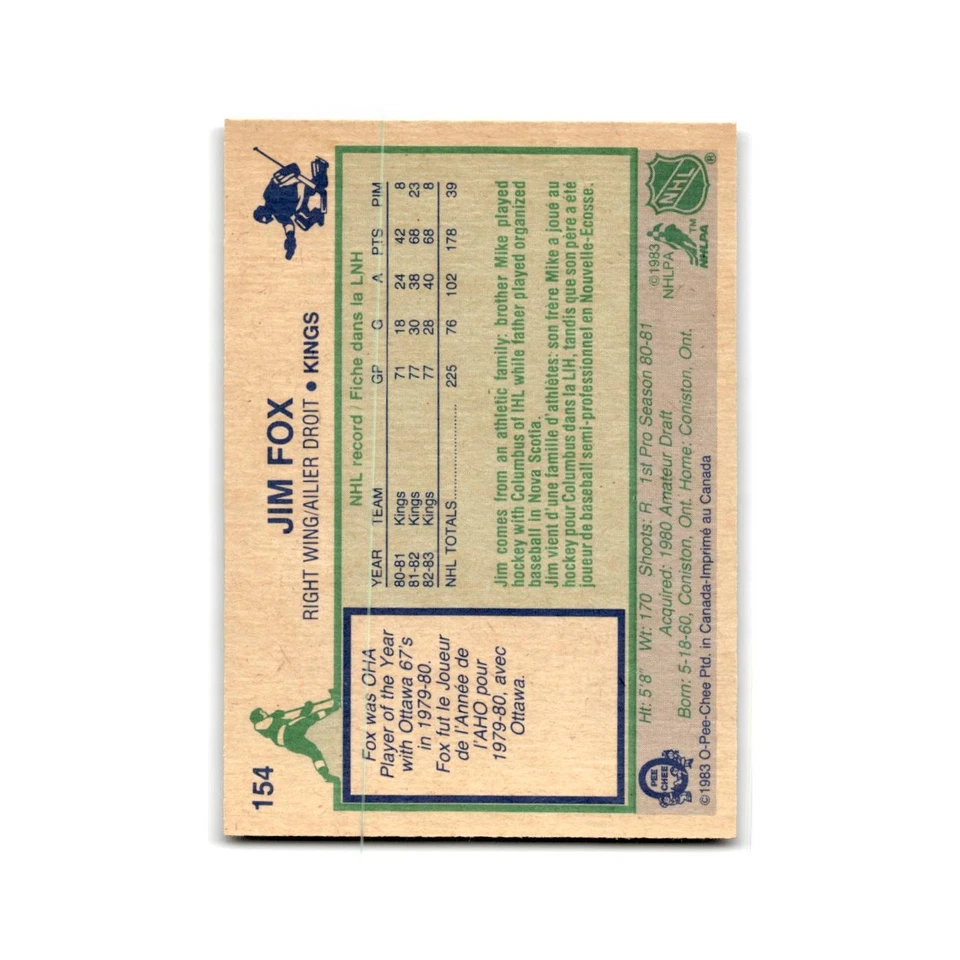 154
JIM FOX
RIGHT WING/AILIER DROIT • KINGS
Fox was OHA
Player of the Year
with Ottawa 67's
in 1979-80.
Fox fut le Joueur
de l'Année de
l'AHO pour
1979-80, avec
Ottawa.
NHL record / Fiche dans la LNH
YEAR TEAM GP G A PTS PIM
80-81 Kings 71 18 24 42 8
81-82 Kings 77 30 38 68 23
82-83 Kings 77 28 40 68 8
NHL TOTALS 225 76 102 178 39
Jim comes from an athletic family: brother Mike played
hockey with Columbus of IHL while father played organized
baseball in Nova Scotia.
Jim vient d'une famille d'athlètes: son frère Mike a joué au
hockey pour Columbus dans la LIH, tandis que son père a été
joueur de baseball semi-professionnel en Nouvelle-Ecosse.
Ht: 5'8" Wt: 170 Shoots: R 1st Pro Season 80-81
Acquired: 1980 Amateur Draft
Born: 5-18-60, Coniston, Ont. Home: Coniston, Ont.
©1983 O-Pee-Chee Ptd. in Canada-Imprimé au Canada
O
PEE
CHEE
©1983
NHLPA
NHLPA
TM
NHL
®